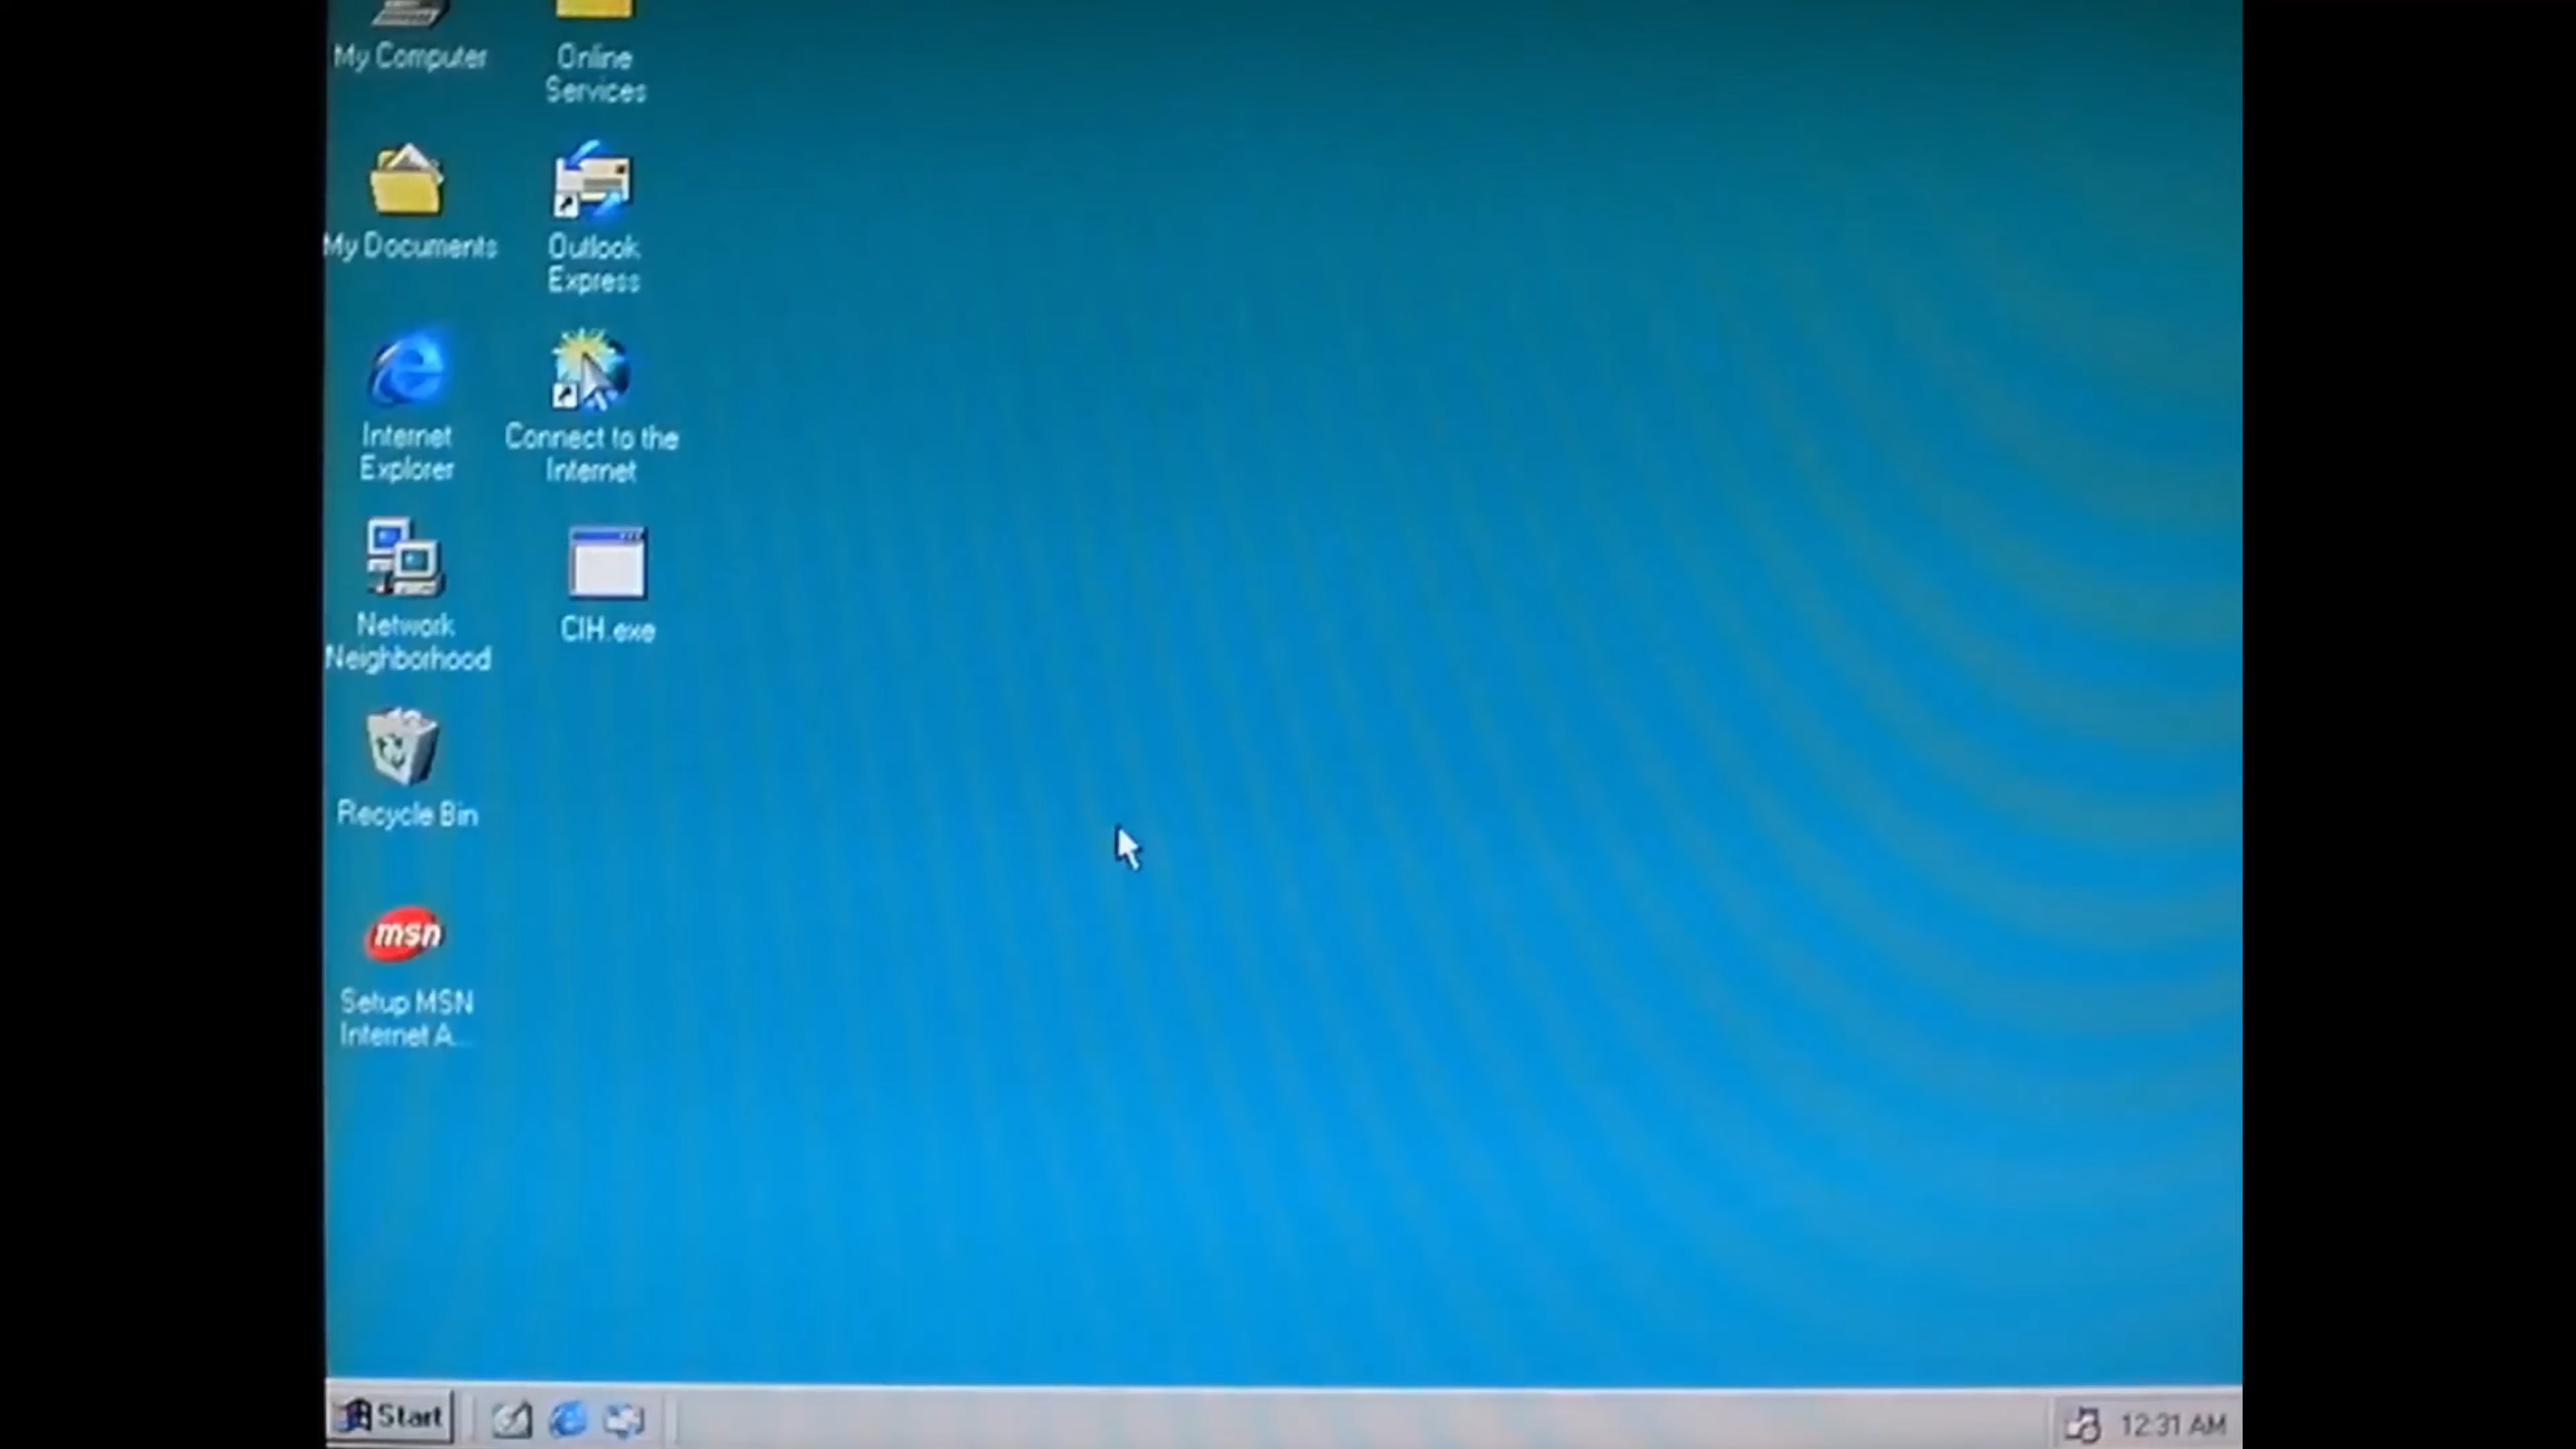 My Computer
Online
Services
My Documents
Outlook
Express
Internet
Explorer
Connect to the
Internet
Network
Neighborhood
CIH.exe
Recycle Bin
msn
Setup MSN
Internet A...
Start
12:31 AM